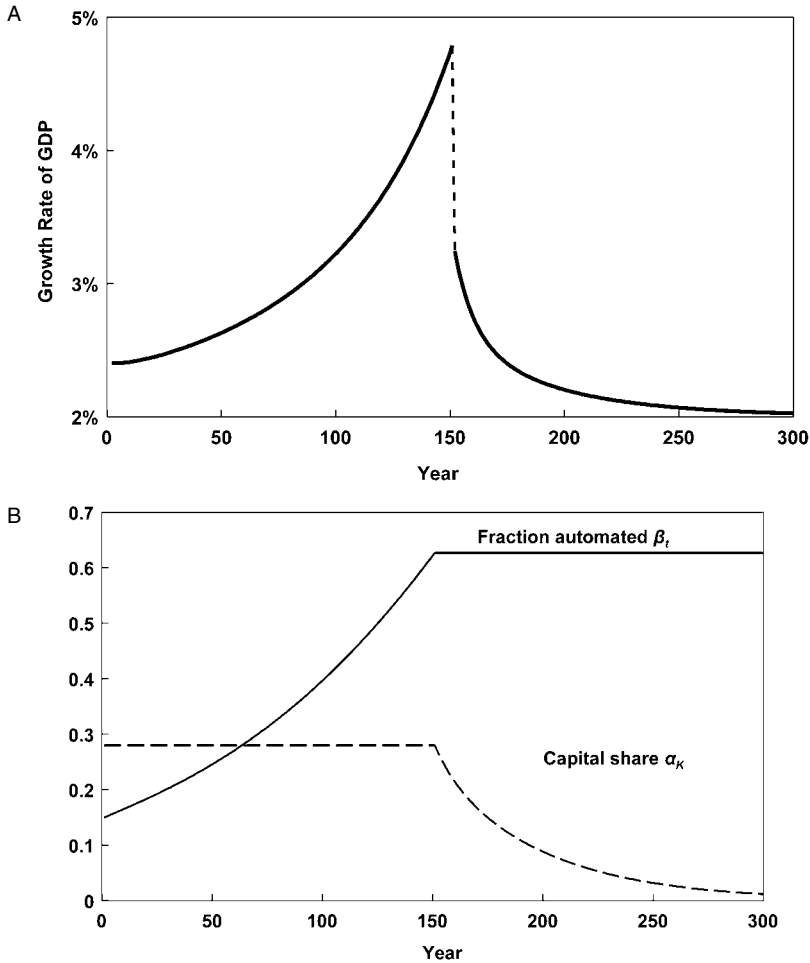 A
5%
4%
3%
2%
Growth Rate of GDP
0 50 100 150 200 250 300
Year
B
0.7
0.6
0.5
0.4
0.3
0.2
0.1
0
Fraction automated βt
Capital share αK
0 50 100 150 200 250 300
Year